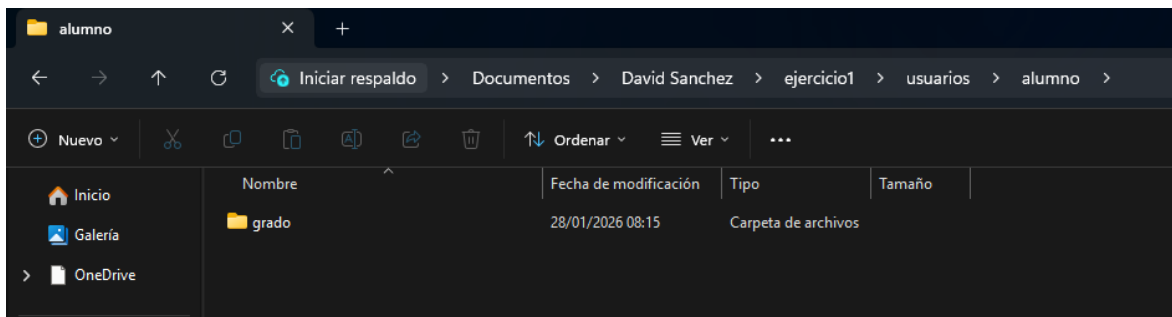 alumno
Iniciar respaldo > Documentos > David Sanchez > ejercicio1 > usuarios > alumno >
Nuevo Ordenar Ver
Inicio
Galería
OneDrive
Nombre Fecha de modificación Tipo Tamaño
grado 28/01/2026 08:15 Carpeta de archivos